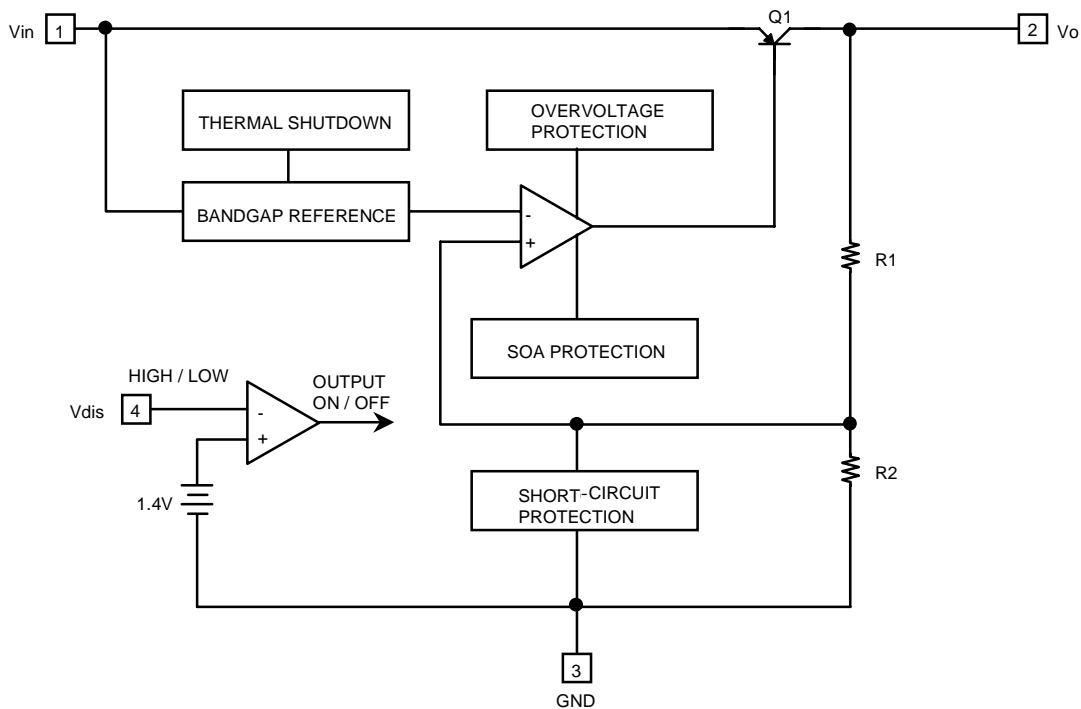 Q1
Vin 1
2 Vo
THERMAL SHUTDOWN
OVERVOLTAGE
PROTECTION
BANDGAP REFERENCE
-
+
R1
SOA PROTECTION
HIGH / LOW
OUTPUT
ON / OFF
Vdis 4
-
+
1.4V
SHORT-CIRCUIT
PROTECTION
R2
3
GND